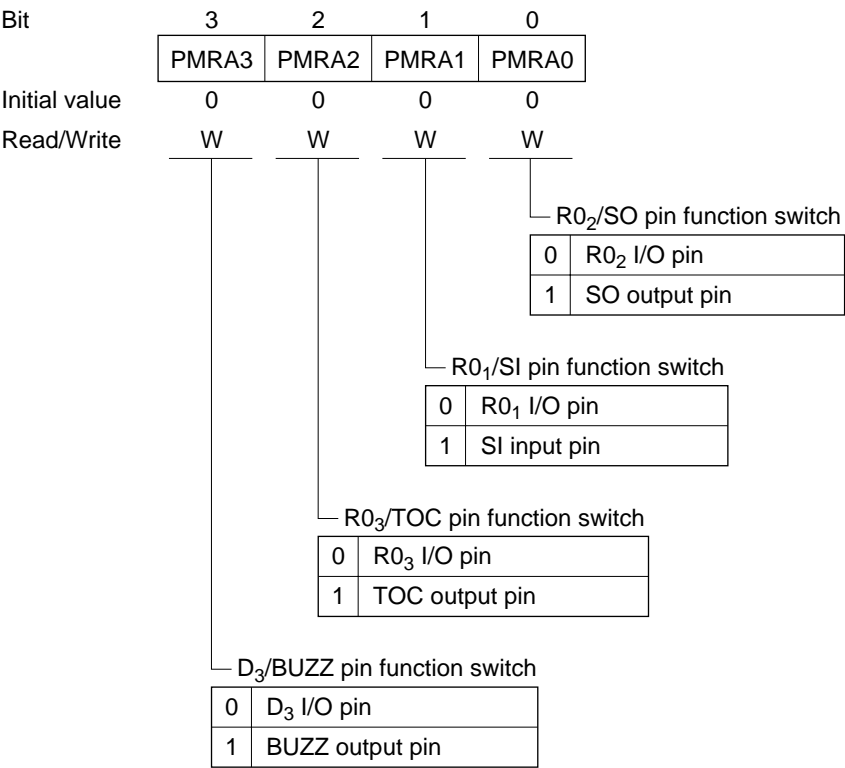 Bit 3 2 1 0
PMRA3 PMRA2 PMRA1 PMRA0
Initial value 0 0 0 0
Read/Write W W W W
R0₂/SO pin function switch
0 R0₂ I/O pin
1 SO output pin
R0₁/SI pin function switch
0 R0₁ I/O pin
1 SI input pin
R0₃/TOC pin function switch
0 R0₃ I/O pin
1 TOC output pin
D₃/BUZZ pin function switch
0 D₃ I/O pin
1 BUZZ output pin